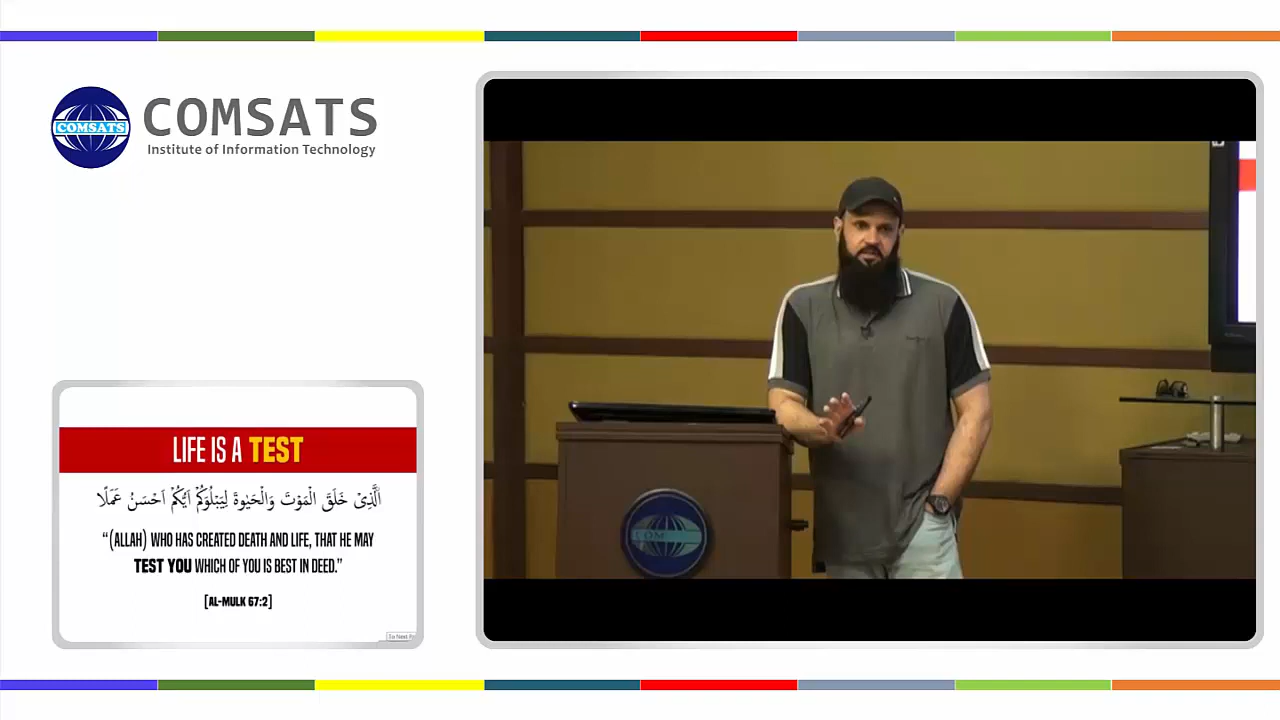 COMSATS
COMSATS
Institute of Information Technology
LIFE IS A TEST
الَّذِىْ خَلَقَ الْمَوْتَ وَالْحَيٰوةَ لِيَبْلُوَكُمْ اَيُّكُمْ اَحْسَنُ عَمَلًا
“(ALLAH) WHO HAS CREATED DEATH AND LIFE, THAT HE MAY
TEST YOU WHICH OF YOU IS BEST IN DEED.”
[AL-MULK 67:2]
COM